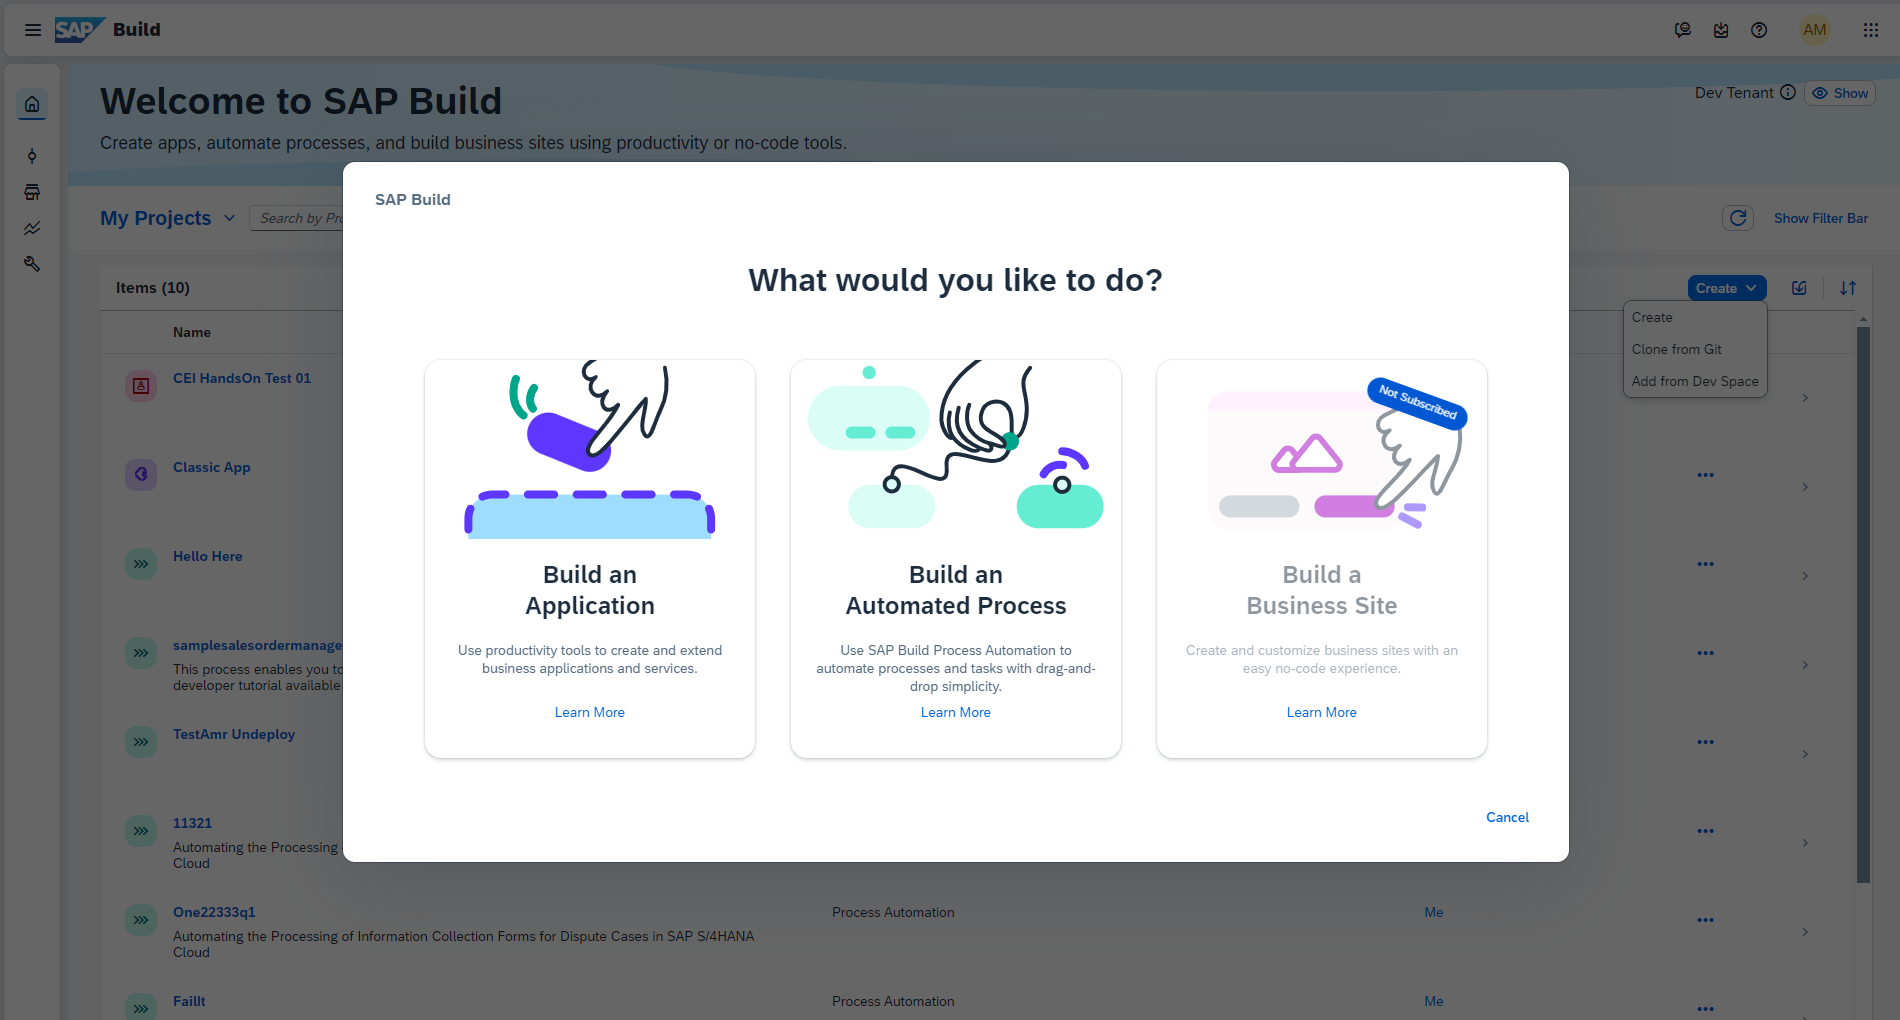 SAP Build
AM
Welcome to SAP Build
Dev Tenant
Show
Create apps, automate processes, and build business sites using productivity or no-code tools.
My Projects
Search by Pro
Show Filter Bar
Items (10)
Create
Name
Create
Clone from Git
Add from Dev Space
CEI HandsOn Test 01
Classic App
Hello Here
samplesalesordermanage
This process enables you to
developer tutorial available
TestAmr Undeploy
11321
Automating the Processing
Cloud
One22333q1
Process Automation
Me
Automating the Processing of Information Collection Forms for Dispute Cases in SAP S/4HANA
Cloud
FailIt
Process Automation
Me
SAP Build
What would you like to do?
Build an
Application
Use productivity tools to create and extend
business applications and services.
Learn More
Build an
Automated Process
Use SAP Build Process Automation to
automate processes and tasks with drag-and-
drop simplicity.
Learn More
Not Subscribed
Build a
Business Site
Create and customize business sites with an
easy no-code experience.
Learn More
Cancel